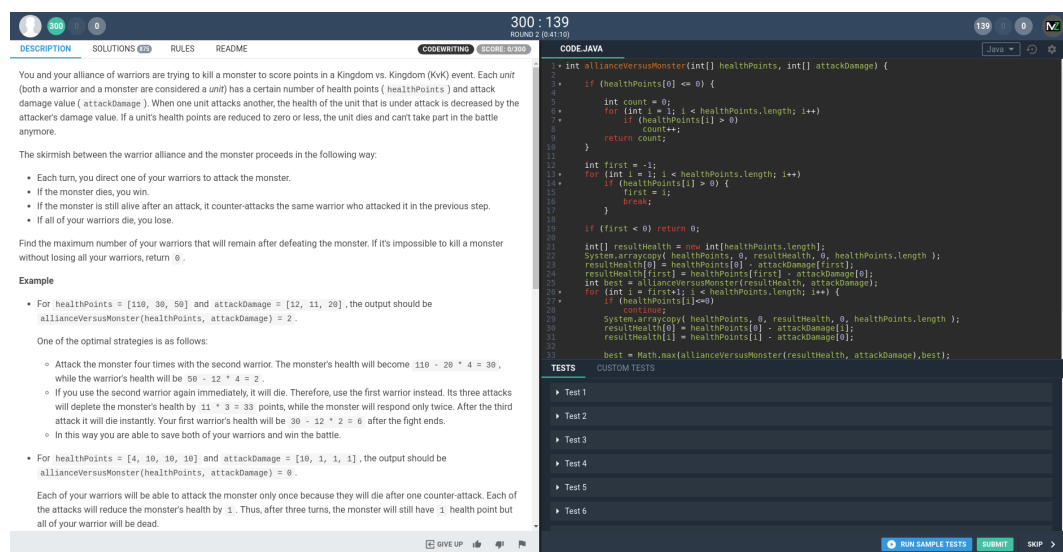 300
0
0
300 : 139
ROUND 2 (0:41:10)
139
0
0
DESCRIPTION
SOLUTIONS 875
RULES
README
CODEWRITING
SCORE: 0/300
CODE.JAVA
Java
You and your alliance of warriors are trying to kill a monster to score points in a Kingdom vs. Kingdom (KvK) event. Each unit
(both a warrior and a monster are considered a unit) has a certain number of health points ( healthPoints ) and attack
damage value ( attackDamage ). When one unit attacks another, the health of the unit that is under attack is decreased by the
attacker's damage value. If a unit's health points are reduced to zero or less, the unit dies and can't take part in the battle
anymore.
The skirmish between the warrior alliance and the monster proceeds in the following way:
• Each turn, you direct one of your warriors to attack the monster.
• If the monster dies, you win.
• If the monster is still alive after an attack, it counter-attacks the same warrior who attacked it in the previous step.
• If all of your warriors die, you lose.
Find the maximum number of your warriors that will remain after defeating the monster. If it's impossible to kill a monster
without losing all your warriors, return 0 .
Example
• For healthPoints = [110, 30, 50] and attackDamage = [12, 11, 20] , the output should be
allianceVersusMonster(healthPoints, attackDamage) = 2 .
One of the optimal strategies is as follows:
Attack the monster four times with the second warrior. The monster's health will become 110 - 20 * 4 = 30 ,
while the warrior's health will be 50 - 12 * 4 = 2 .
If you use the second warrior again immediately, it will die. Therefore, use the first warrior instead. Its three attacks
will deplete the monster's health by 11 * 3 = 33 points, while the monster will respond only twice. After the third
attack it will die instantly. Your first warrior's health will be 30 - 12 * 2 = 6 after the fight ends.
In this way you are able to save both of your warriors and win the battle.
• For healthPoints = [4, 10, 10, 10] and attackDamage = [10, 1, 1, 1] , the output should be
allianceVersusMonster(healthPoints, attackDamage) = 0 .
Each of your warriors will be able to attack the monster only once because they will die after one counter-attack. Each of
the attacks will reduce the monster's health by 1 . Thus, after three turns, the monster will still have 1 health point but
all of your warrior will be dead.
GIVE UP
1 int allianceVersusMonster(int[] healthPoints, int[] attackDamage) {
2
3 if (healthPoints[0] <= 0) {
4
5 int count = 0;
6 for (int i = 1; i < healthPoints.length; i++)
7 if (healthPoints[i] > 0)
8 count++;
9 return count;
10 }
11
12 int first = -1;
13 for (int i = 1; i < healthPoints.length; i++)
14 if (healthPoints[i] > 0) {
15 first = i;
16 break;
17 }
18
19 if (first < 0) return 0;
20
21 int[] resultHealth = new int[healthPoints.length];
22 System.arraycopy( healthPoints, 0, resultHealth, 0, healthPoints.length );
23 resultHealth[0] = healthPoints[0] - attackDamage[first];
24 resultHealth[first] = healthPoints[first] - attackDamage[0];
25 int best = allianceVersusMonster(resultHealth, attackDamage);
26 for (int i = first+1; i < healthPoints.length; i++) {
27 if (healthPoints[i]<=0)
28 continue;
29 System.arraycopy( healthPoints, 0, resultHealth, 0, healthPoints.length );
30 resultHealth[0] = healthPoints[0] - attackDamage[i];
31 resultHealth[i] = healthPoints[i] - attackDamage[0];
32
33 best = Math.max(allianceVersusMonster(resultHealth, attackDamage),best);
TESTS
CUSTOM TESTS
Test 1
Test 2
Test 3
Test 4
Test 5
Test 6
RUN SAMPLE TESTS
SUBMIT
SKIP